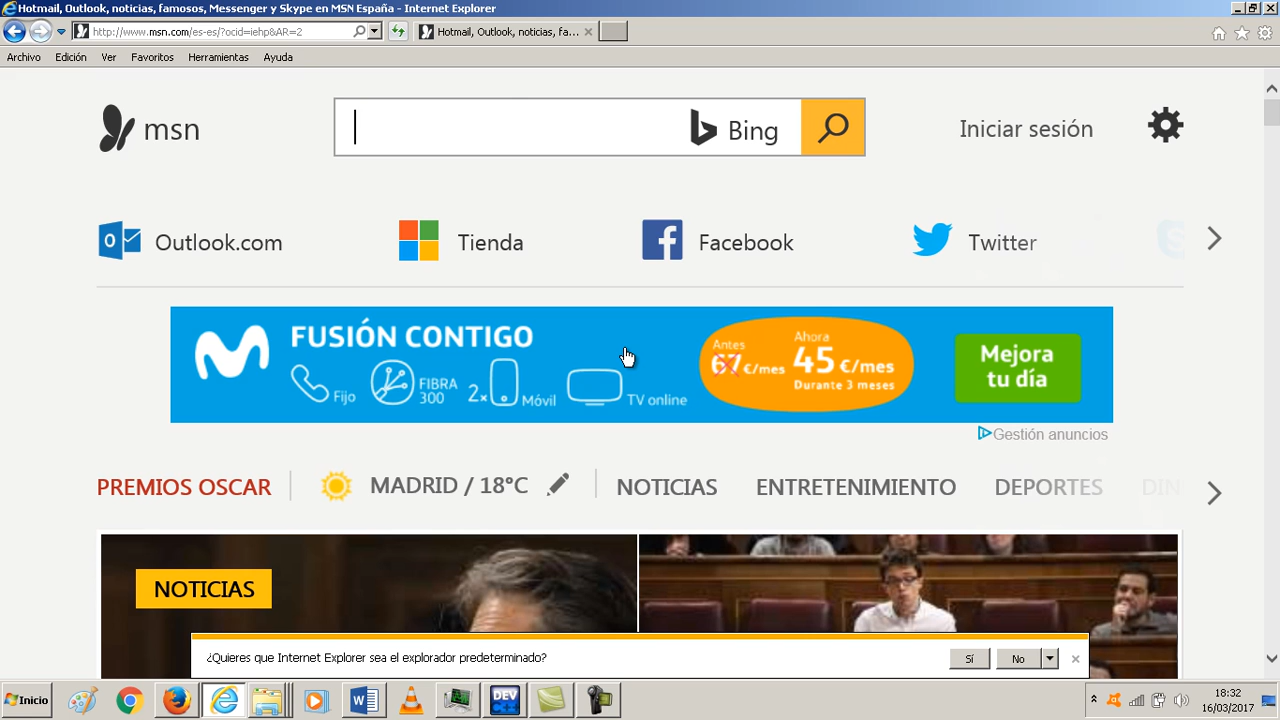 Hotmail, Outlook, noticias, famosos, Messenger y Skype en MSN España - Internet Explorer
http://www.msn.com/es-es/?ocid=iehp&AR=2
Hotmail, Outlook, noticias, fa...
Archivo Edición Ver Favoritos Herramientas Ayuda
msn
Bing
Iniciar sesión
Outlook.com
Tienda
Facebook
Twitter
FUSIÓN CONTIGO
Fijo
FIBRA
300
2x Móvil
TV online
Antes
67 €/mes
Ahora
45 €/mes
Durante 3 meses
Mejora
tu día
Gestión anuncios
PREMIOS OSCAR
MADRID / 18°C
NOTICIAS
ENTRETENIMIENTO
DEPORTES
DIN
NOTICIAS
¿Quieres que Internet Explorer sea el explorador predeterminado?
Sí
No
Inicio
DEV
C++
18:32
16/03/2017